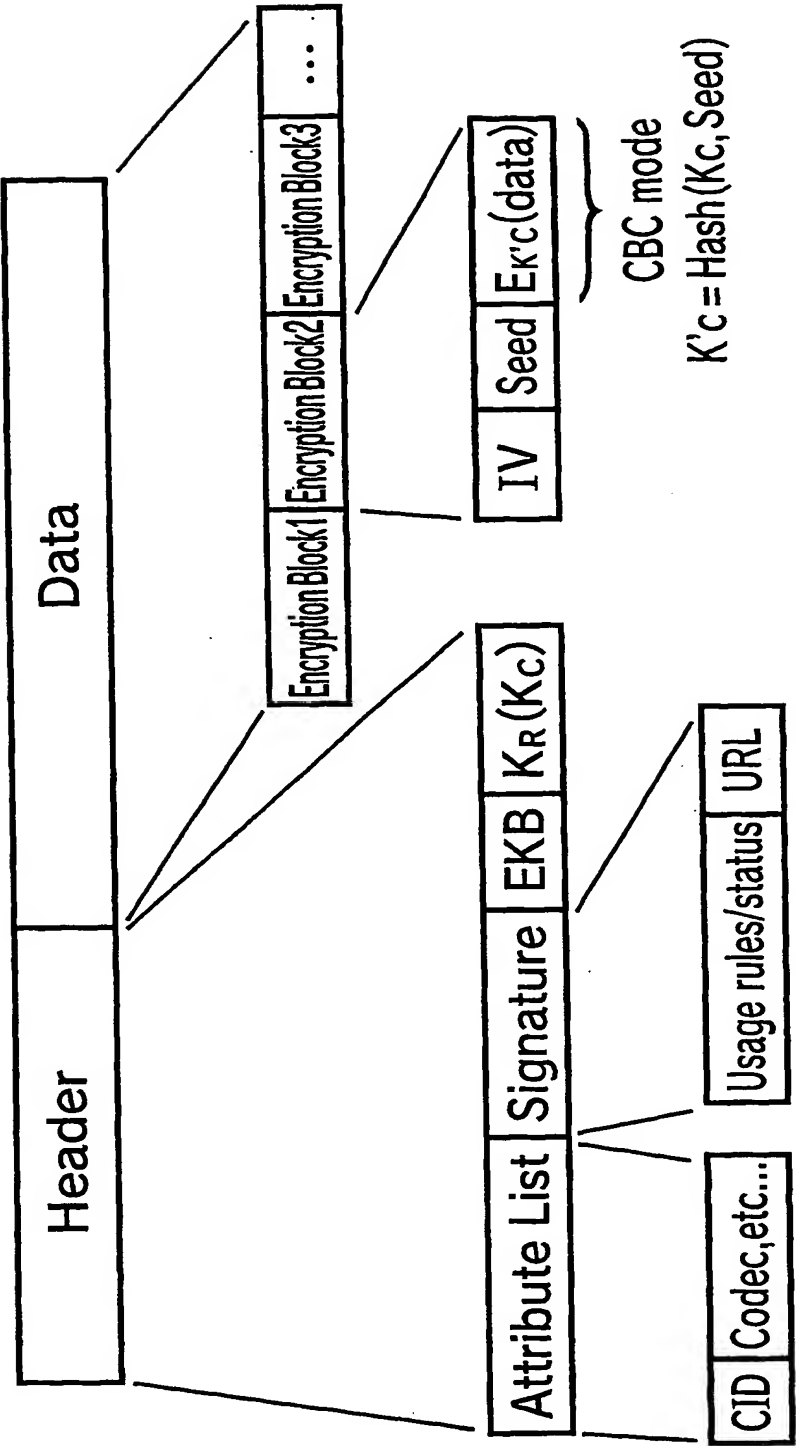 Header Data
Encryption Block1 Encryption Block2 Encryption Block3 ...
Attribute List Signature EKB KR(Kc)
IV Seed EK'c(data)
CBC mode
K'c=Hash(Kc,Seed)
CID Codec,etc...
Usage rules/status URL